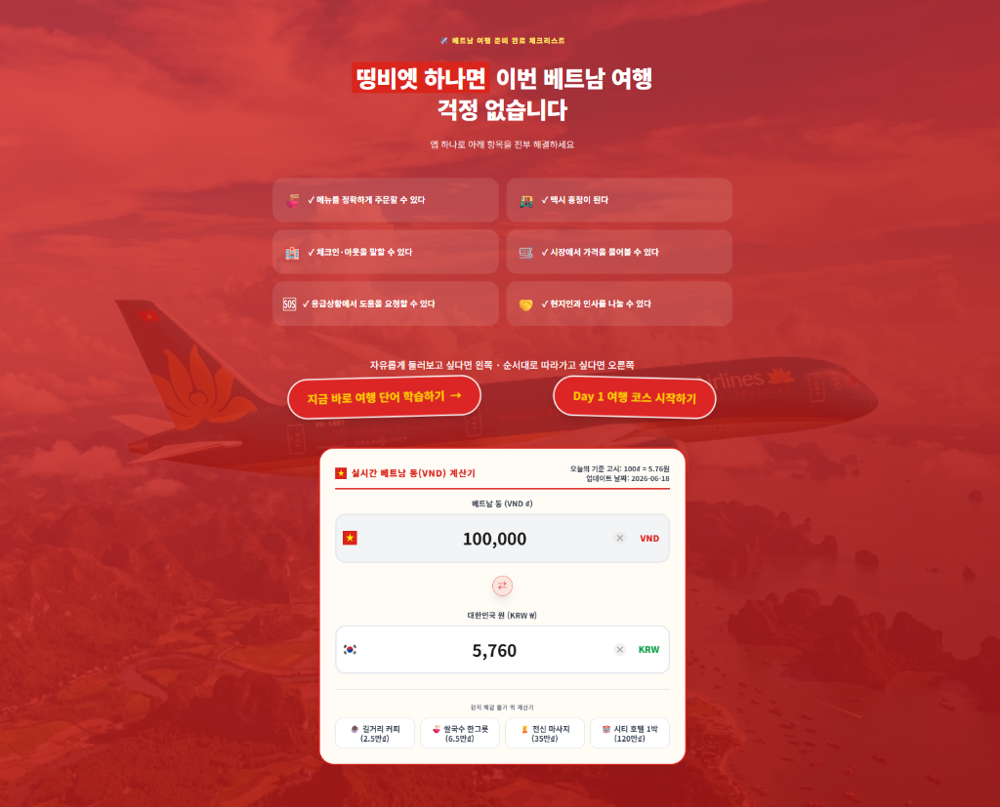 베트남 여행 준비 완료 체크리스트
띵비엣 하나면 이번 베트남 여행
걱정 없습니다
앱 하나로 아래 항목을 전부 해결하세요
✓ 메뉴를 정확하게 주문할 수 있다
✓ 택시 흥정이 된다
✓ 체크인·아웃을 말할 수 있다
✓ 시장에서 가격을 물어볼 수 있다
SOS ✓ 응급상황에서 도움을 요청할 수 있다
✓ 현지인과 인사를 나눌 수 있다
자유롭게 둘러보고 싶다면 왼쪽 · 순서대로 따라가고 싶다면 오른쪽
지금 바로 여행 단어 학습하기 →
Day 1 여행 코스 시작하기
irlines
실시간 베트남 동(VND) 계산기
오늘의 기준 고시: 100₫ = 5.76원
업데이트 날짜: 2026-06-18
베트남 동 (VND ₫)
100,000
VND
대한민국 원 (KRW ₩)
5,760
KRW
현지 체감 물가 퀵 계산기
길거리 커피
(2.5만₫)
쌀국수 한그릇
(6.5만₫)
전신 마사지
(35만₫)
시티 호텔 1박
(120만₫)